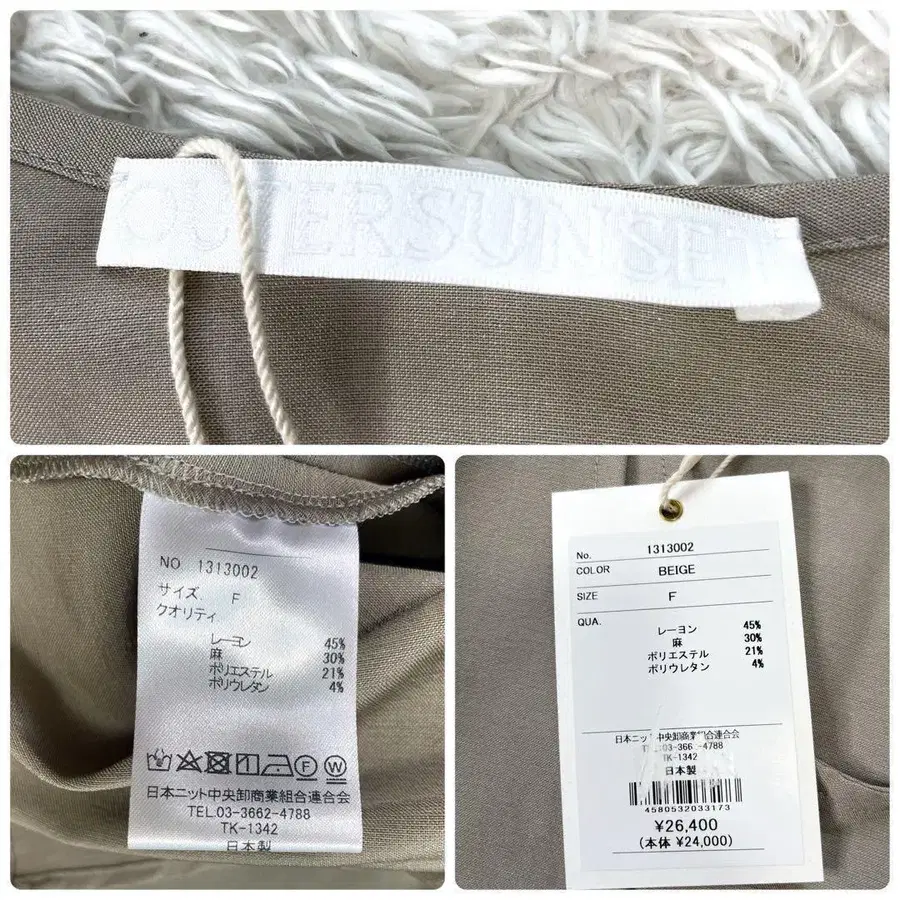 OUTERSUNSET
NO 1313002
サイズ F
クオリティ
レーヨン 45%
麻 30%
ポリエステル 21%
ポリウレタン 4%
日本ニット中央卸商業組合連合会
TEL.03-3662-4788
TK-1342
日本製
No. 1313002
COLOR BEIGE
SIZE F
QUA.
レーヨン 45%
麻 30%
ポリエステル 21%
ポリウレタン 4%
日本ニット中央卸商業組合連合会
TEL:03-3662-4788
TK-1342
日本製
4580532033173
¥26,400
(本体 ¥24,000)